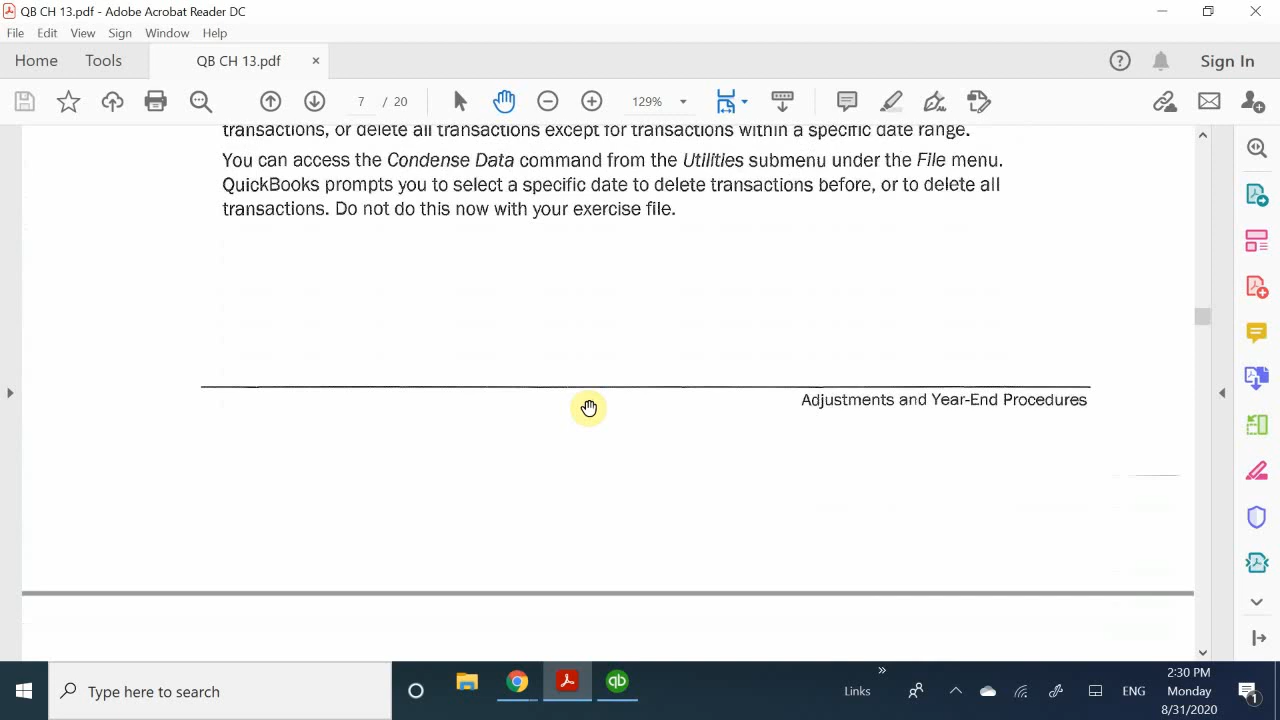 QB CH 13.pdf - Adobe Acrobat Reader DC
File Edit View Sign Window Help
Home Tools QB CH 13.pdf × Sign In
7 / 20 129%
transactions, or delete all transactions except for transactions within a specific date range.
You can access the Condense Data command from the Utilities submenu under the File menu.
QuickBooks prompts you to select a specific date to delete transactions before, or to delete all
transactions. Do not do this now with your exercise file.
Adjustments and Year-End Procedures
Type here to search
qb
Links
ENG
2:30 PM
Monday
8/31/2020
1